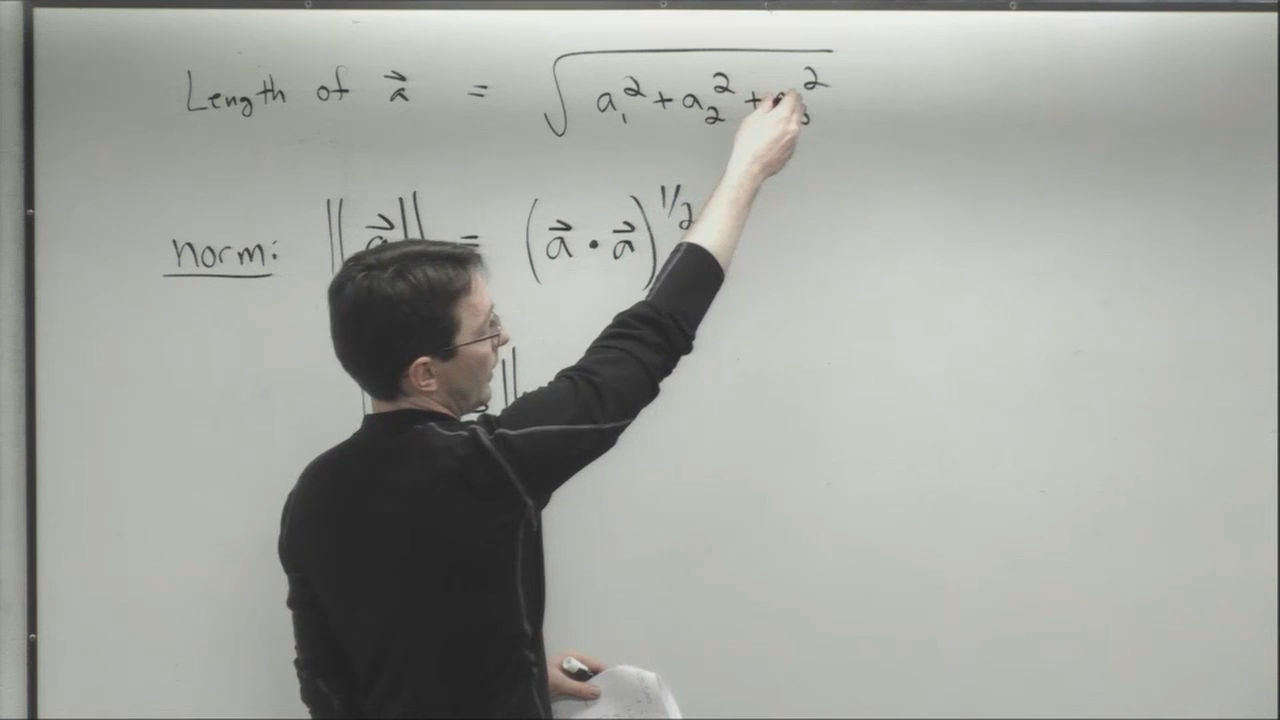 Length of a⃗ = √(a₁² + a₂² + a₃²)
norm: ||a⃗|| = (a⃗ · a⃗)^1/2
||